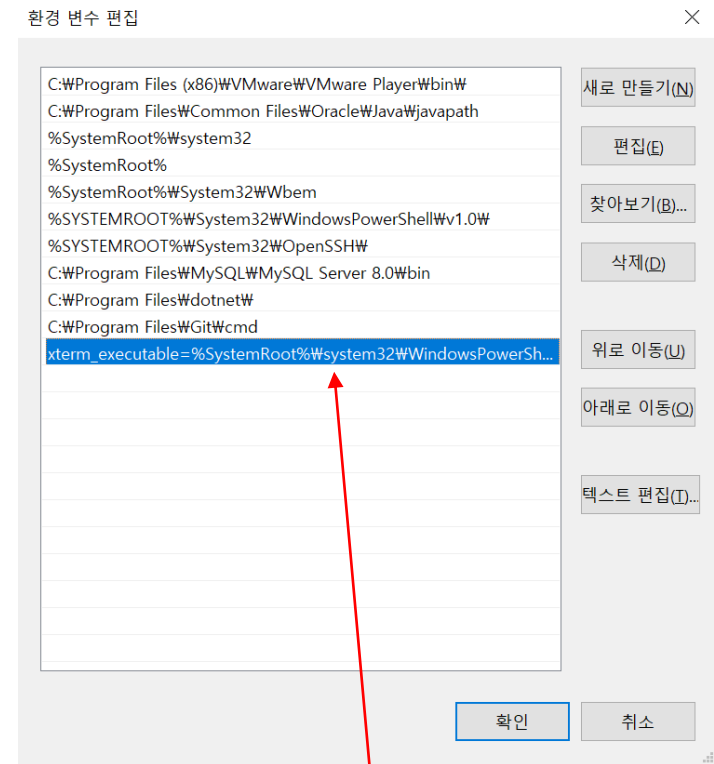 환경 변수 편집
C:₩Program Files (x86)₩VMware₩VMware Player₩bin₩
C:₩Program Files₩Common Files₩Oracle₩Java₩javapath
%SystemRoot%₩system32
%SystemRoot%
%SystemRoot%₩System32₩Wbem
%SYSTEMROOT%₩System32₩WindowsPowerShell₩v1.0₩
%SYSTEMROOT%₩System32₩OpenSSH₩
C:₩Program Files₩MySQL₩MySQL Server 8.0₩bin
C:₩Program Files₩dotnet₩
C:₩Program Files₩Git₩cmd
xterm_executable=%SystemRoot%₩system32₩WindowsPowerSh...
새로 만들기(N)
편집(E)
찾아보기(B)...
삭제(D)
위로 이동(U)
아래로 이동(O)
텍스트 편집(T)...
확인
취소